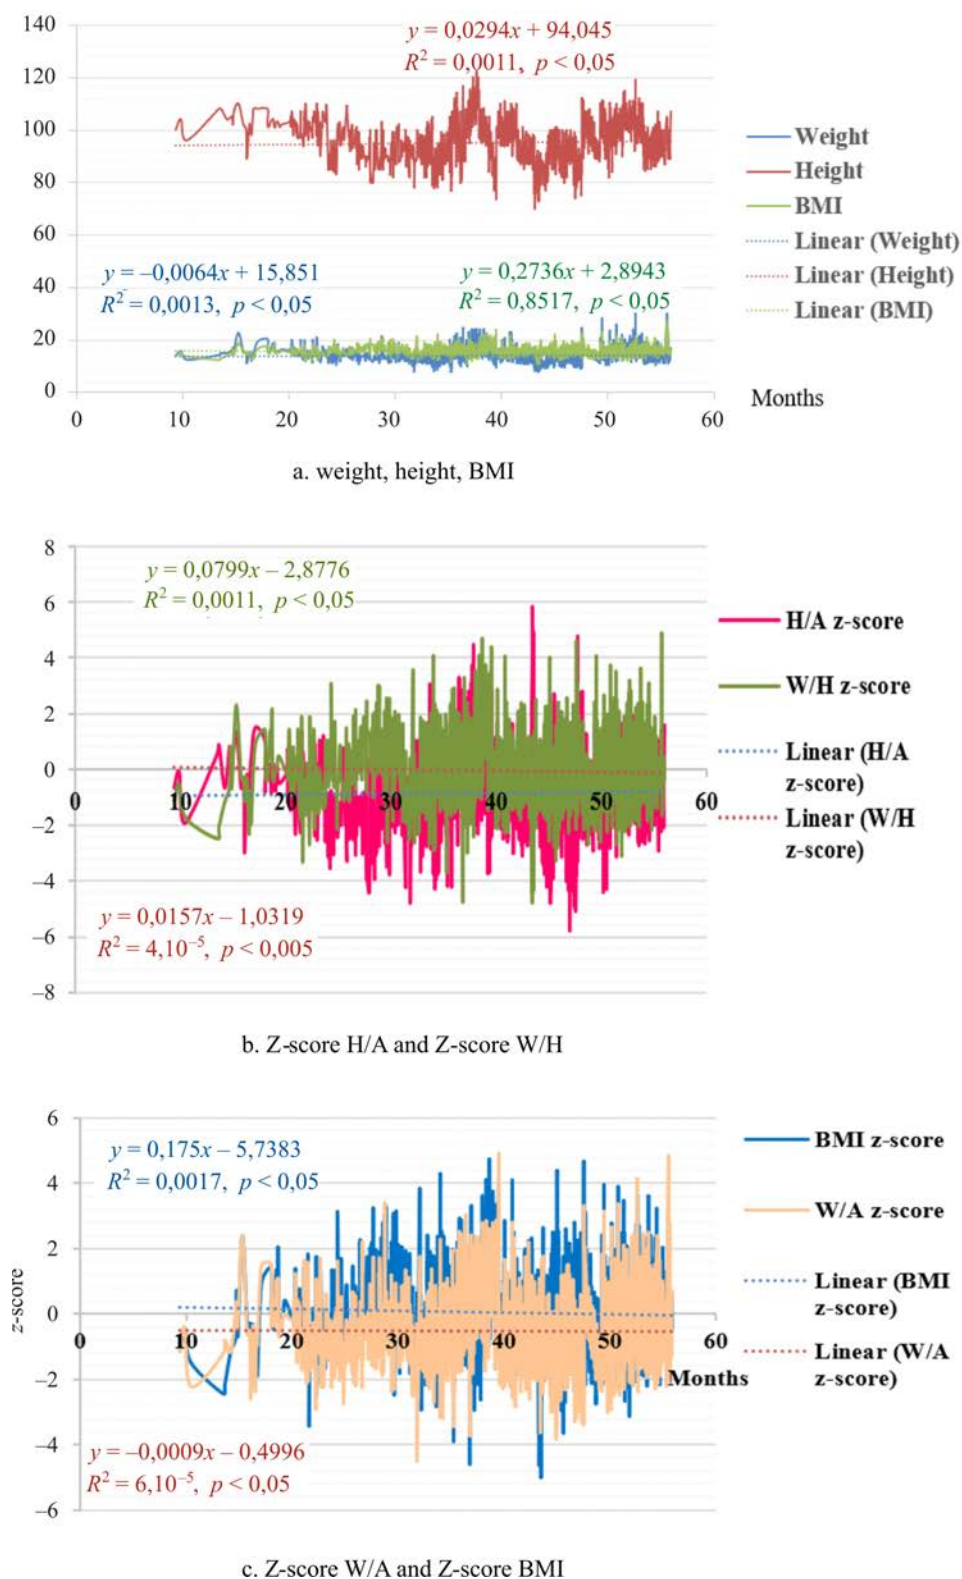 140
120
100
80
60
40
20
0
y = 0,0294x + 94,045
R² = 0,0011, p < 0,05
y = –0,0064x + 15,851
R² = 0,0013, p < 0,05
y = 0,2736x + 2,8943
R² = 0,8517, p < 0,05
0 10 20 30 40 50 60
Months
Weight
Height
BMI
Linear (Weight)
Linear (Height)
Linear (BMI)
a. weight, height, BMI
8
6
4
2
0
–2
–4
–6
–8
y = 0,0799x – 2,8776
R² = 0,0011, p < 0,05
0 10 20 30 40 50 60
y = 0,0157x – 1,0319
R² = 4,10⁻⁵, p < 0,005
H/A z-score
W/H z-score
Linear (H/A
z-score)
Linear (W/H
z-score)
b. Z-score H/A and Z-score W/H
z-score
6
4
2
0
–2
–4
–6
y = 0,175x – 5,7383
R² = 0,0017, p < 0,05
0 10 20 30 40 50 60
Months
y = –0,0009x – 0,4996
R² = 6,10⁻⁵, p < 0,05
BMI z-score
W/A z-score
Linear (BMI
z-score)
Linear (W/A
z-score)
c. Z-score W/A and Z-score BMI